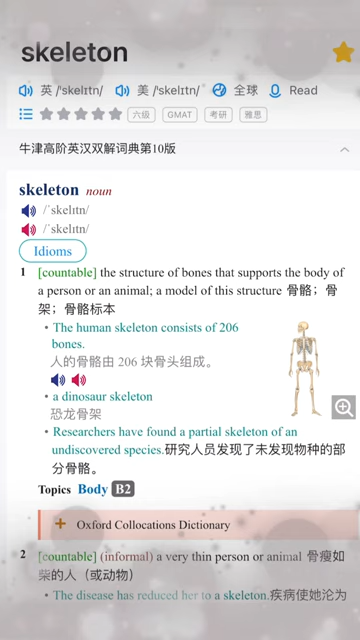 skeleton
英 /'skelɪtn/ 美 /'skelɪtn/ 全球 Read
六级 GMAT 考研 雅思
牛津高阶英汉双解词典第10版
skeleton noun
/ˈskelɪtn/
/ˈskelɪtn/
Idioms
1 [countable] the structure of bones that supports the body of
a person or an animal; a model of this structure 骨骼；骨
架；骨骼标本
• The human skeleton consists of 206
bones.
人的骨骼由 206 块骨头组成。
• a dinosaur skeleton
恐龙骨架
• Researchers have found a partial skeleton of an
undiscovered species.研究人员发现了未发现物种的部
分骨骼。
Topics Body B2
+ Oxford Collocations Dictionary
2 [countable] (informal) a very thin person or animal 骨瘦如
柴的人（或动物）
• The disease has reduced her to a skeleton.疾病使她沦为